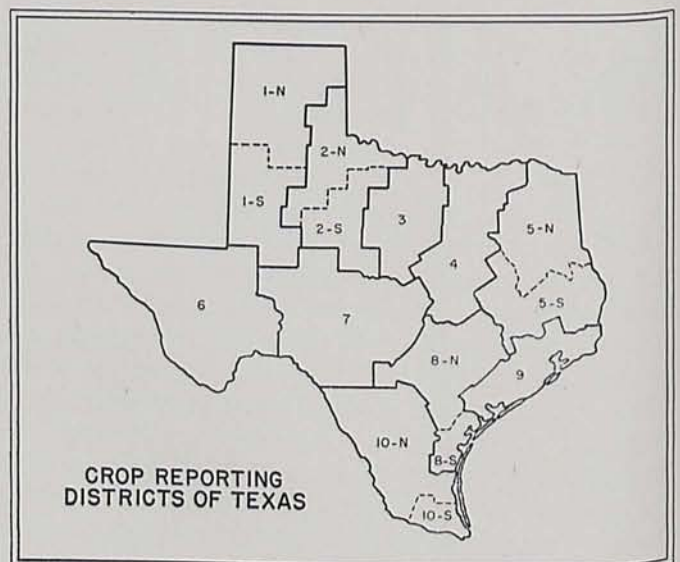 1-N
2-N
1-S
2-S
3
4
5-N
5-S
6
7
8-N
9
10-N
8-S
10-S
CROP REPORTING
DISTRICTS OF TEXAS